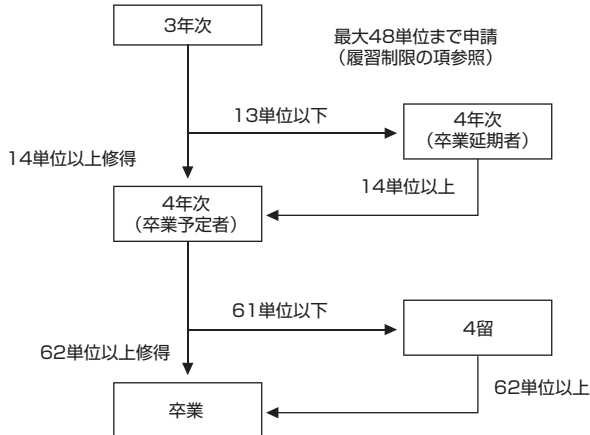 3年次
最大48単位まで申請
（履習制限の項参照）
13単位以下
4年次
（卒業延期者）
14単位以上修得
14単位以上
4年次
（卒業予定者）
61単位以下
4留
62単位以上修得
62単位以上
卒業